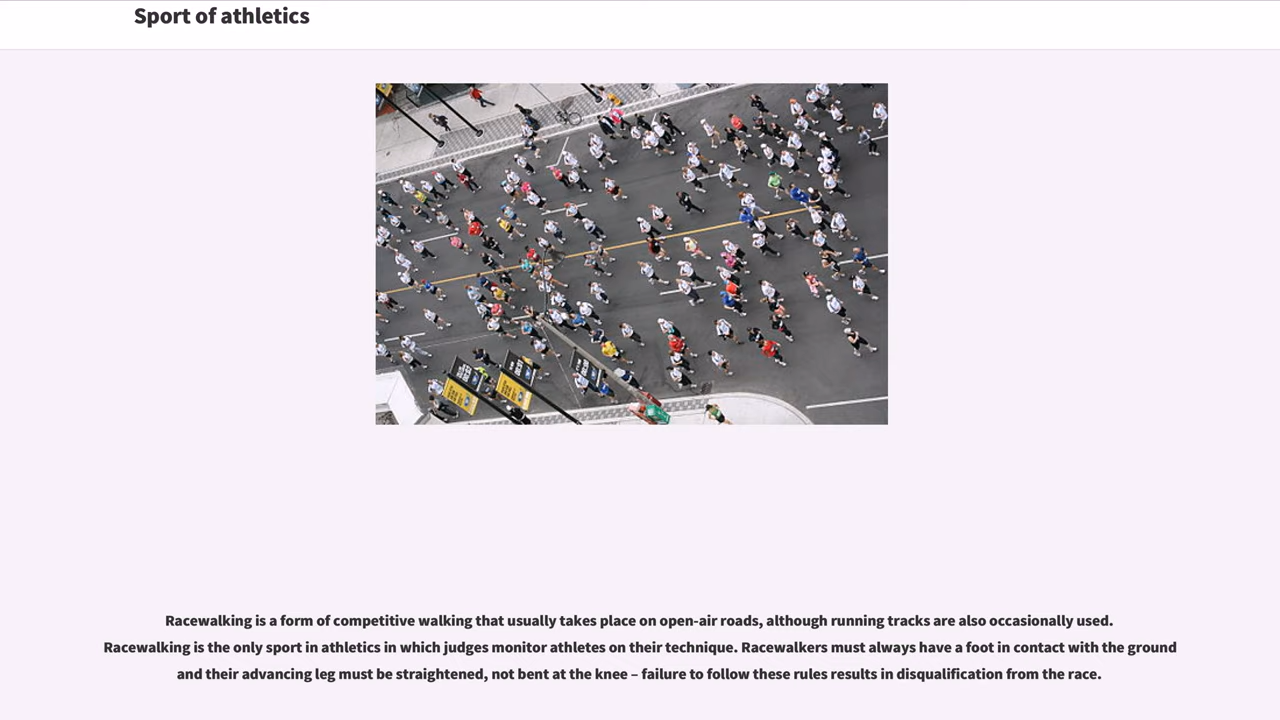 Sport of athletics
Racewalking is a form of competitive walking that usually takes place on open-air roads, although running tracks are also occasionally used.
Racewalking is the only sport in athletics in which judges monitor athletes on their technique. Racewalkers must always have a foot in contact with the ground
and their advancing leg must be straightened, not bent at the knee – failure to follow these rules results in disqualification from the race.